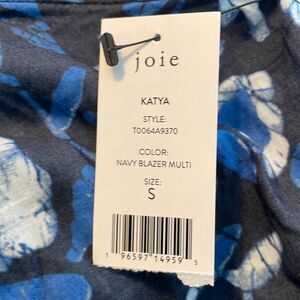 joie
KATYA
STYLE:
T0064A9370
COLOR:
NAVY BLAZER MULTI
SIZE:
S
1 96597 14959 5